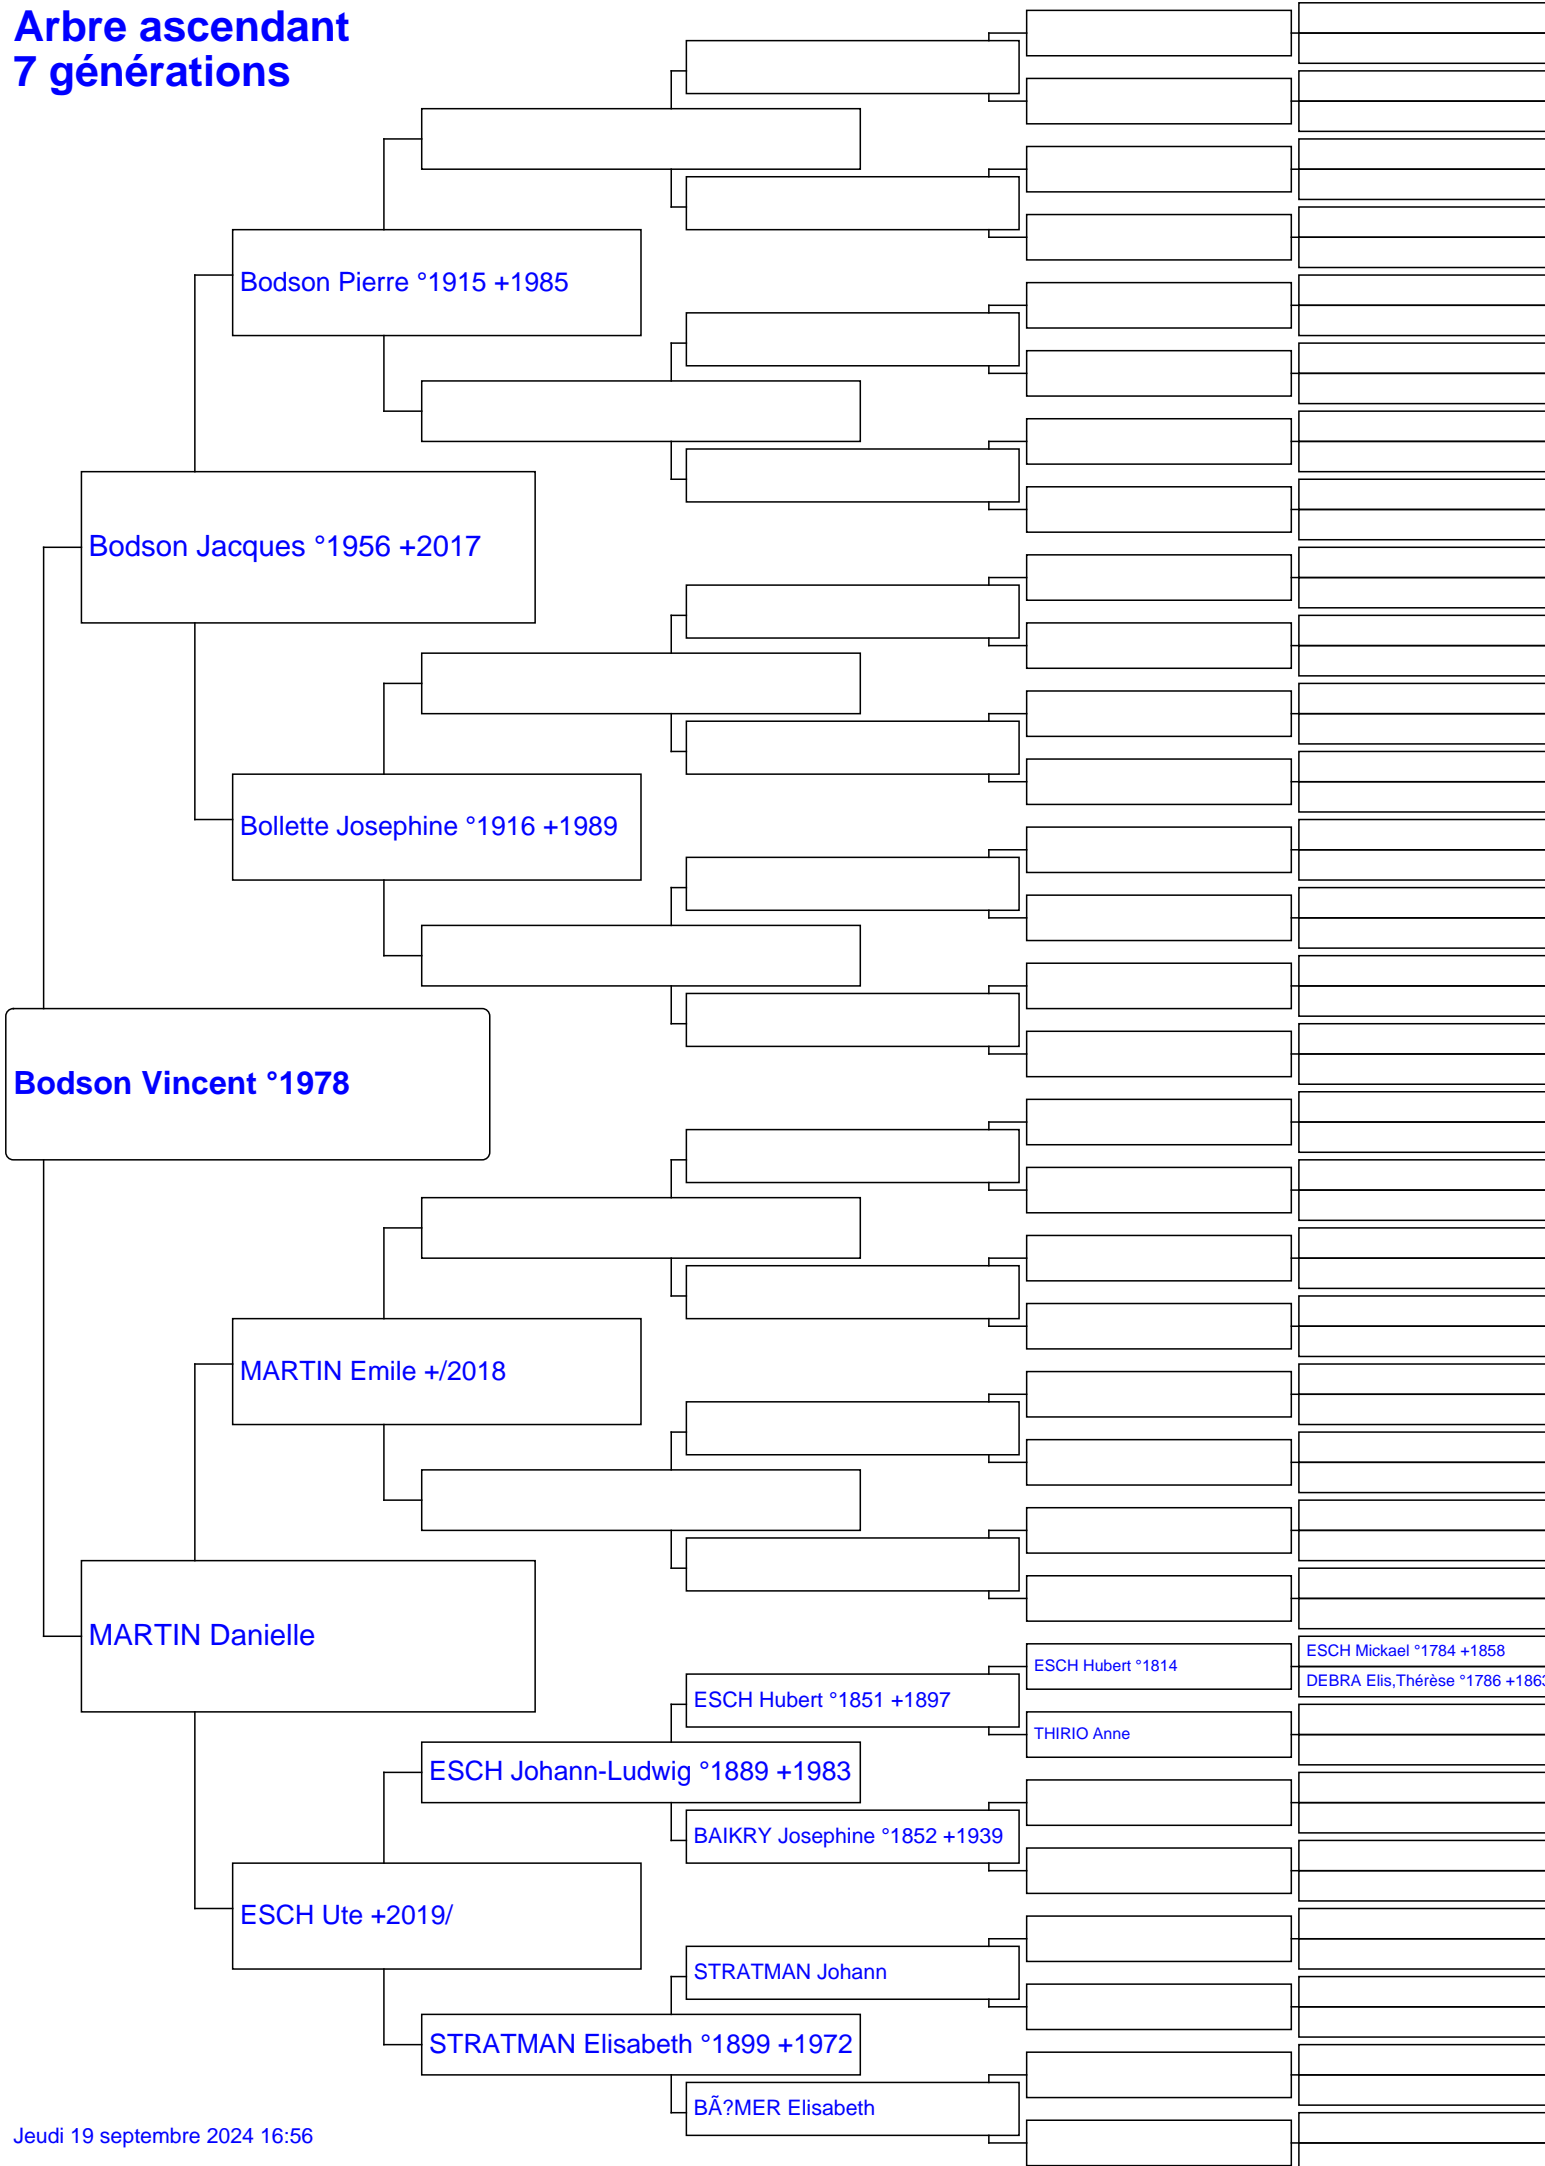 Arbre ascendant
7 générations
Bodson Pierre °1915 +1985
Bodson Jacques °1956 +2017
Bollette Josephine °1916 +1989
Bodson Vincent °1978
MARTIN Emile +/2018
MARTIN Danielle
ESCH Mickael °1784 +1858
ESCH Hubert °1814
DEBRA Elis,Thérèse °1786 +1863
ESCH Hubert °1851 +1897
THIRIO Anne
ESCH Johann-Ludwig °1889 +1983
BAIKRY Josephine °1852 +1939
ESCH Ute +2019/
STRATMAN Johann
STRATMAN Elisabeth °1899 +1972
BÃ?MER Elisabeth
Jeudi 19 septembre 2024 16:56